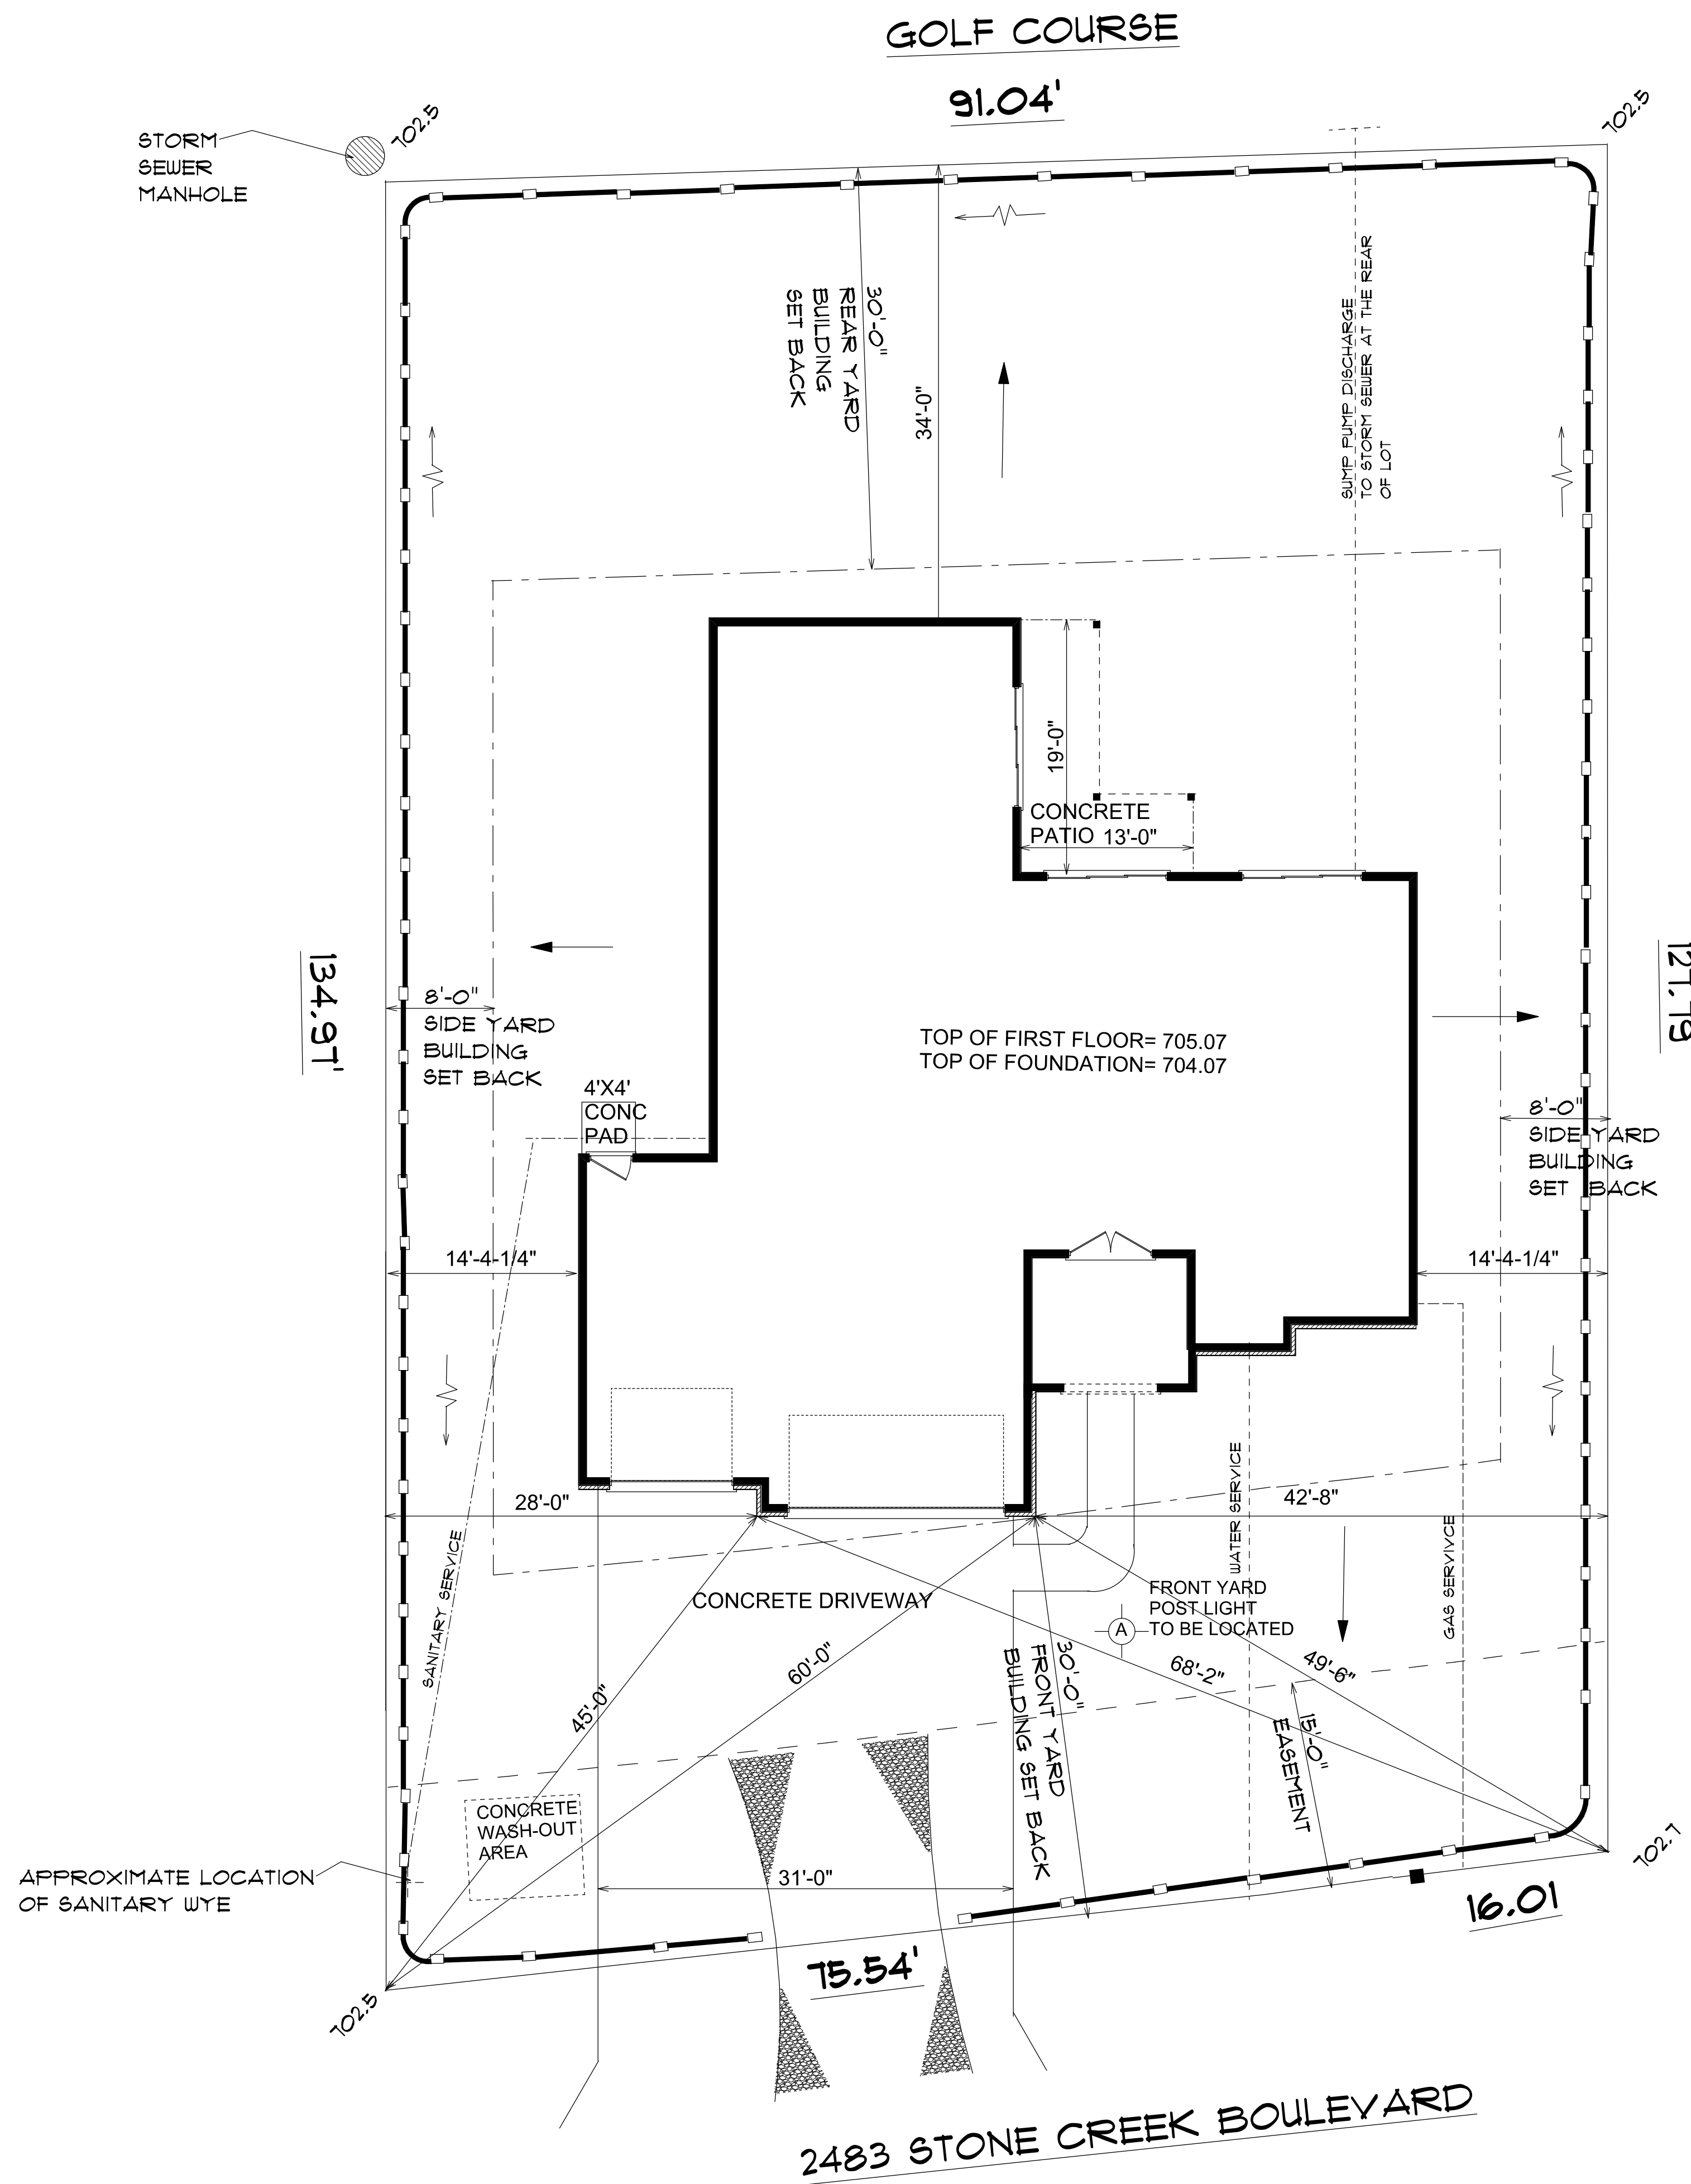 GOLF COURSE
91.04'
702.5
702.5
STORM
SEWER
MANHOLE
30'-0"
REAR YARD
BUILDING
SET BACK
34'-0"
SUMP PUMP DISCHARGE
TO STORM SEWER AT THE REAR
OF LOT
19'-0"
CONCRETE
PATIO 13'-0"
134.97'
127.79
8'-0"
SIDE YARD
BUILDING
SET BACK
TOP OF FIRST FLOOR= 705.07
TOP OF FOUNDATION= 704.07
4'X4'
CONC
PAD
8'-0"
SIDE YARD
BUILDING
SET BACK
14'-4-1/4"
14'-4-1/4"
28'-0"
42'-8"
SANITARY SERVICE
WATER SERVICE
GAS SERVIVCE
CONCRETE DRIVEWAY
FRONT YARD
POST LIGHT
TO BE LOCATED
A
60'-0"
45'-0"
68'-2"
49'-6"
30'-0"
FRONT YARD
BUILDING SET BACK
15'-0"
EASEMENT
CONCRETE
WASH-OUT
AREA
APPROXIMATE LOCATION
OF SANITARY WYE
31'-0"
702.7
16.01
75.54'
702.5
2483 STONE CREEK BOULEVARD